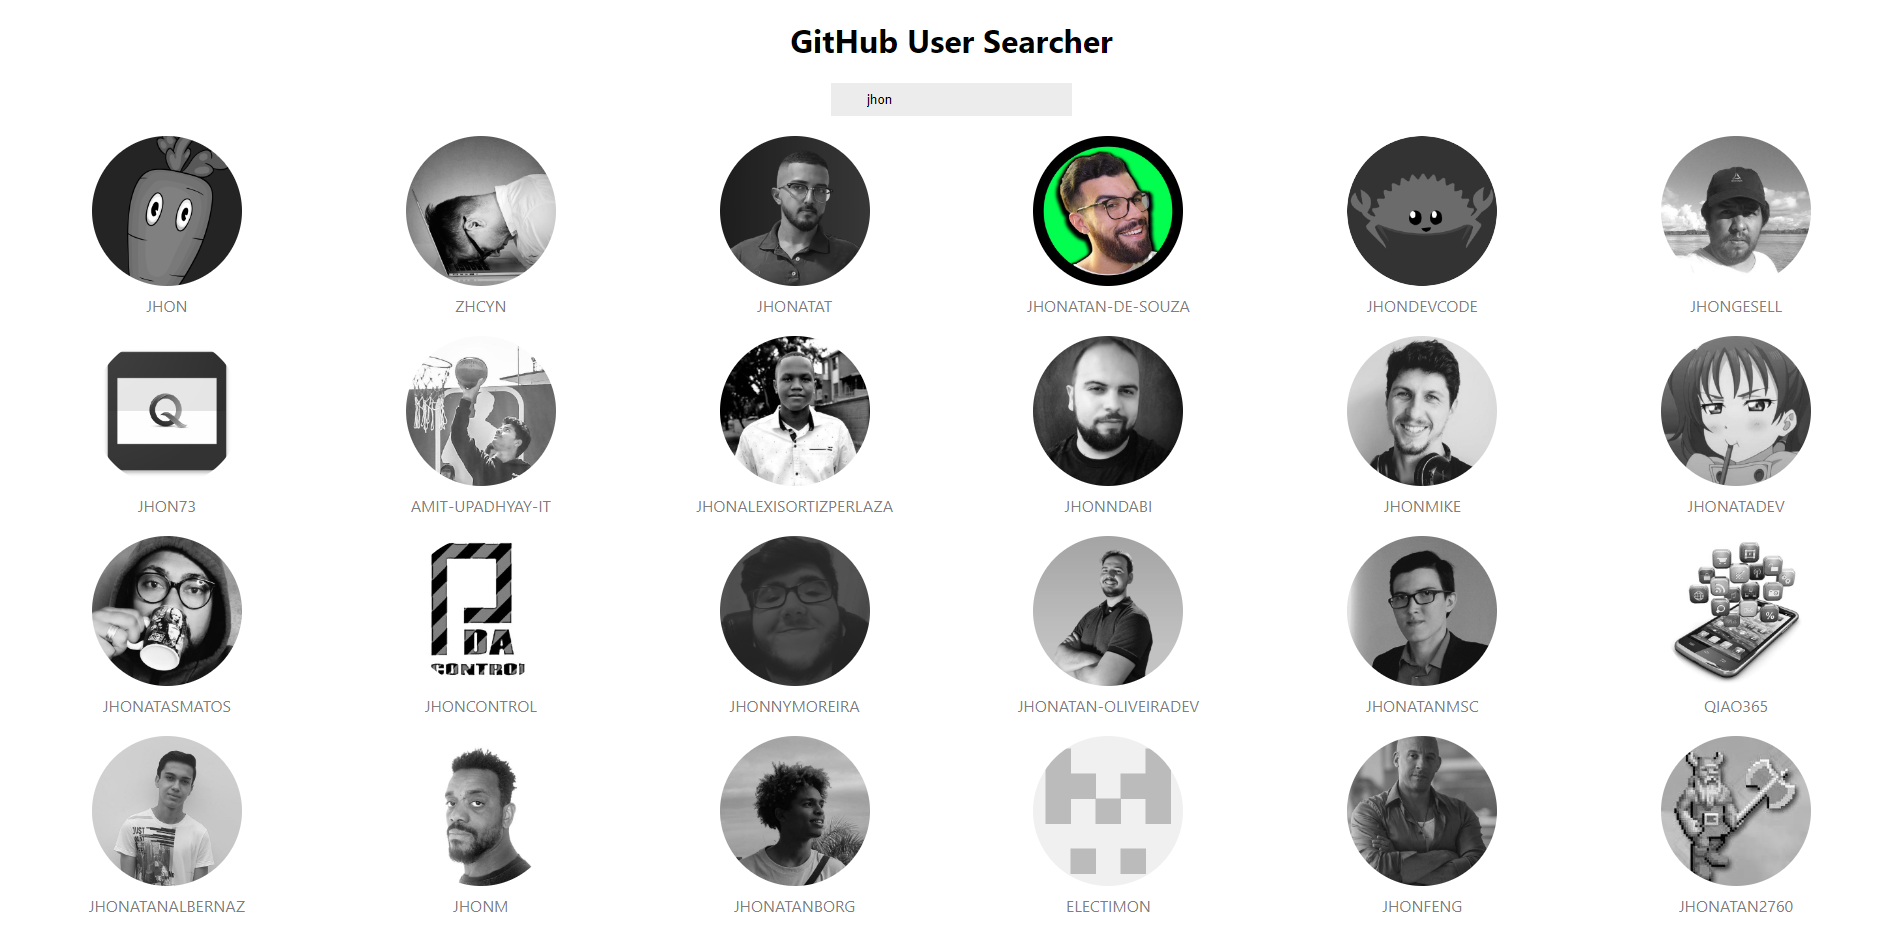 GitHub User Searcher
jhon
JHON ZHCYN JHONATAT JHONATAN-DE-SOUZA JHONDEVCODE JHONGESELL
Q
JHON73 AMIT-UPADHYAY-IT JHONALEXISORTIZPERLAZA JHONNDABI JHONMIKE JHONATADEV
DA
CONTROL
%
JHONATASMATOS JHONCONTROL JHONNYMOREIRA JHONATAN-OLIVEIRADEV JHONATANMSC QIAO365
JUST
JHONATANALBERNAZ JHONM JHONATANBORG ELECTIMON JHONFENG JHONATAN2760